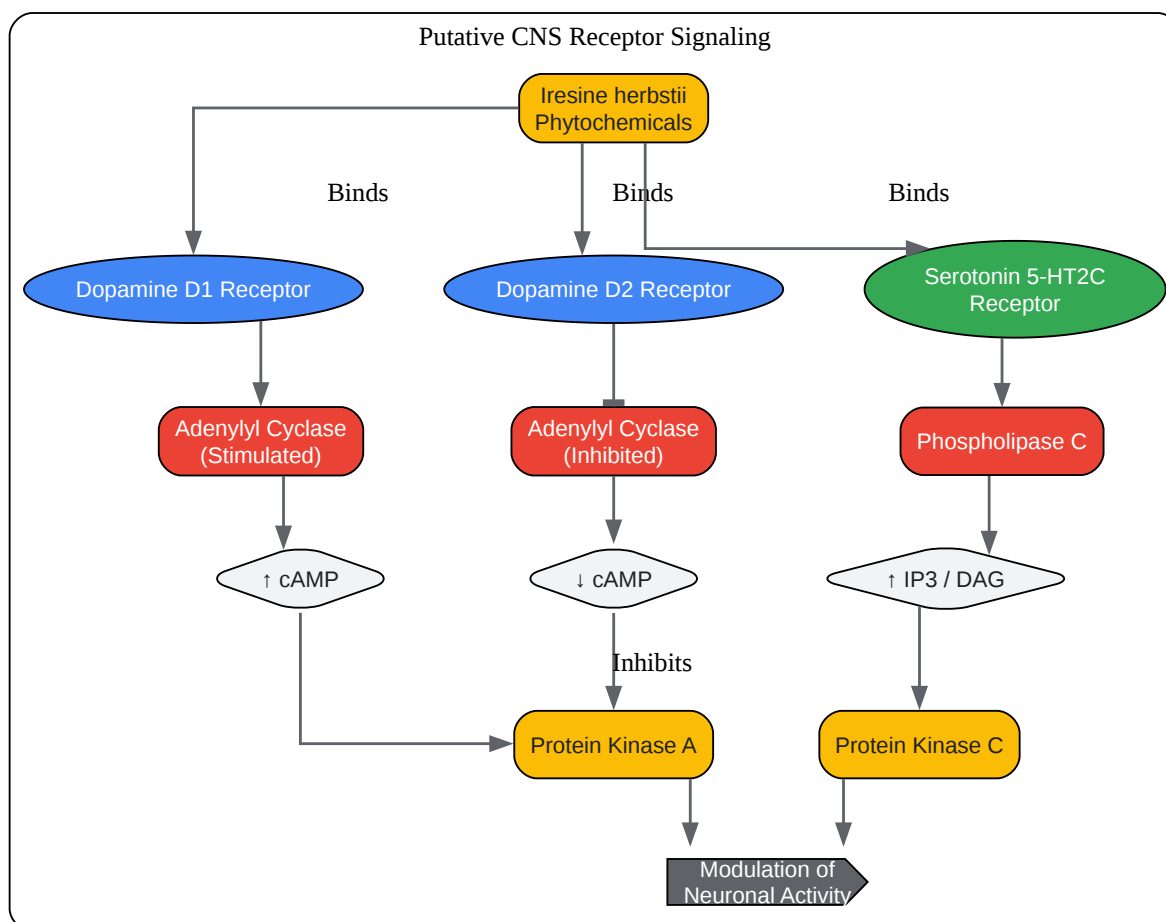 Putative CNS Receptor Signaling
Iresine herbstii
Phytochemicals
Binds
Binds
Binds
Dopamine D1 Receptor
Dopamine D2 Receptor
Serotonin 5-HT2C
Receptor
Adenylyl Cyclase
(Stimulated)
Adenylyl Cyclase
(Inhibited)
Phospholipase C
↑ cAMP
↓ cAMP
↑ IP3 / DAG
Inhibits
Protein Kinase A
Protein Kinase C
Modulation of
Neuronal Activity